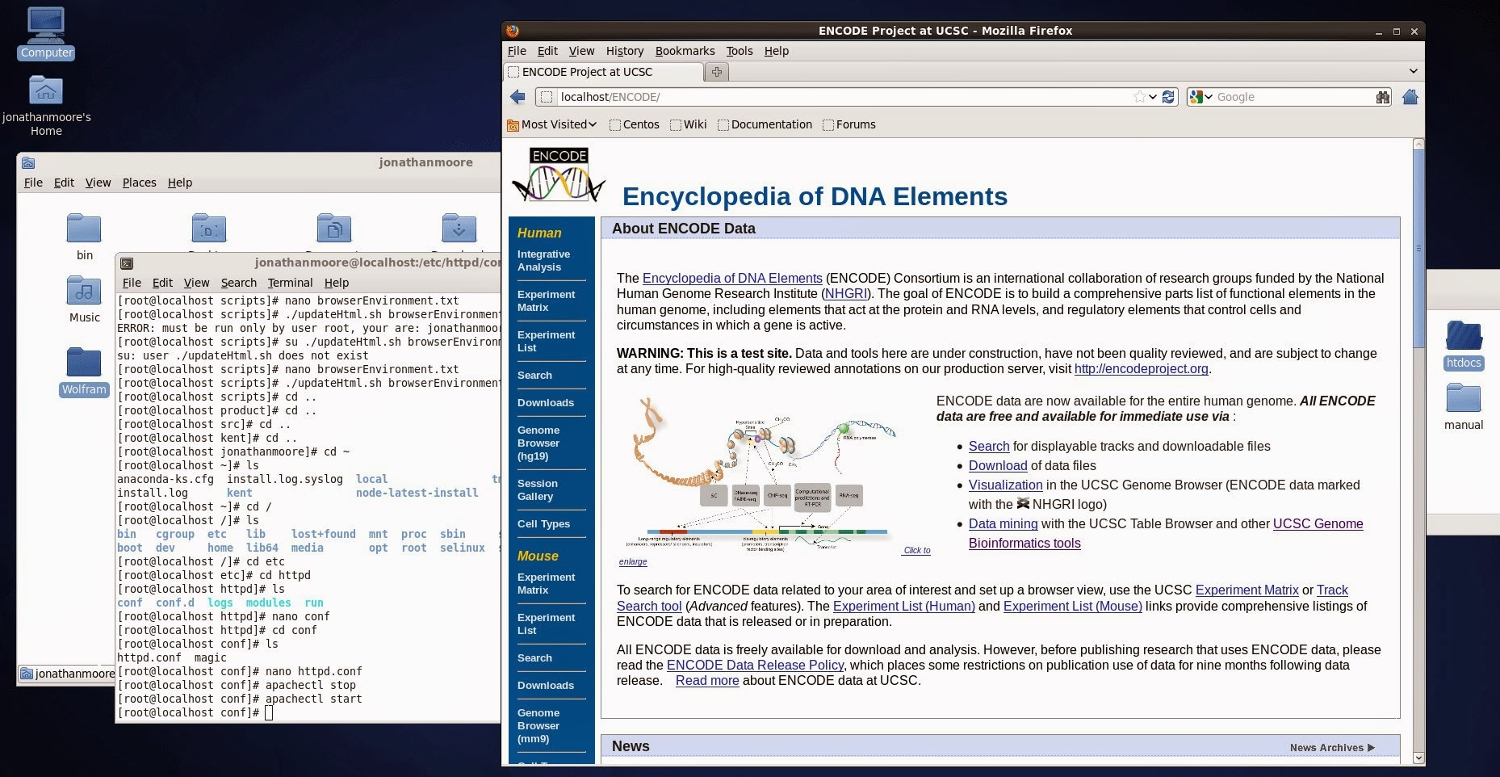 Computer
jonathanmoore's
Home
jonathanmoore
File Edit View Places Help
bin
Music
Wolfram
jonathanmoore
jonathanmoore@localhost:/etc/httpd/con
File Edit View Search Terminal Help
[root@localhost scripts]# nano browserEnvironment.txt
[root@localhost scripts]# ./updateHtml.sh browserEnvironment
ERROR: must be run only by user root, your are: jonathanmoor
[root@localhost scripts]# su ./updateHtml.sh browserEnvironm
su: user ./updateHtml.sh does not exist
[root@localhost scripts]# nano browserEnvironment.txt
[root@localhost scripts]# ./updateHtml.sh browserEnvironment
[root@localhost scripts]# cd ..
[root@localhost product]# cd ..
[root@localhost src]# cd ..
[root@localhost kent]# cd ..
[root@localhost jonathanmoore]# cd ~
[root@localhost ~]# ls
anaconda-ks.cfg install.log.syslog local
install.log kent node-latest-install
[root@localhost ~]# cd /
[root@localhost /]# ls
bin cgroup etc lib lost+found mnt proc sbin
boot dev home lib64 media opt root selinux
[root@localhost /]# cd etc
[root@localhost etc]# cd httpd
[root@localhost httpd]# ls
conf conf.d logs modules run
[root@localhost httpd]# nano conf
[root@localhost httpd]# cd conf
[root@localhost conf]# ls
httpd.conf magic
[root@localhost conf]# nano httpd.conf
[root@localhost conf]# apachectl stop
[root@localhost conf]# apachectl start
[root@localhost conf]#
ENCODE Project at UCSC - Mozilla Firefox
File Edit View History Bookmarks Tools Help
ENCODE Project at UCSC
localhost/ENCODE/
Google
Most Visited Centos Wiki Documentation Forums
ENCODE
Encyclopedia of DNA Elements
Human
Integrative
Analysis
Experiment
Matrix
Experiment
List
Search
Downloads
Genome
Browser
(hg19)
Session
Gallery
Cell Types
Mouse
Experiment
Matrix
Experiment
List
Search
Downloads
Genome
Browser
(mm9)
About ENCODE Data
The Encyclopedia of DNA Elements (ENCODE) Consortium is an international collaboration of research groups funded by the National
Human Genome Research Institute (NHGRI). The goal of ENCODE is to build a comprehensive parts list of functional elements in the
human genome, including elements that act at the protein and RNA levels, and regulatory elements that control cells and
circumstances in which a gene is active.
WARNING: This is a test site. Data and tools here are under construction, have not been quality reviewed, and are subject to change
at any time. For high-quality reviewed annotations on our production server, visit http://encodeproject.org.
Computational
predictions and
RT-PCR
RNA-seq
Click to
enlarge
ENCODE data are now available for the entire human genome. All ENCODE
data are free and available for immediate use via :
Search for displayable tracks and downloadable files
Download of data files
Visualization in the UCSC Genome Browser (ENCODE data marked
with the NHGRI logo)
Data mining with the UCSC Table Browser and other UCSC Genome
Bioinformatics tools
To search for ENCODE data related to your area of interest and set up a browser view, use the UCSC Experiment Matrix or Track
Search tool (Advanced features). The Experiment List (Human) and Experiment List (Mouse) links provide comprehensive listings of
ENCODE data that is released or in preparation.
All ENCODE data is freely available for download and analysis. However, before publishing research that uses ENCODE data, please
read the ENCODE Data Release Policy, which places some restrictions on publication use of data for nine months following data
release. Read more about ENCODE data at UCSC.
News
News Archives
htdocs
manual